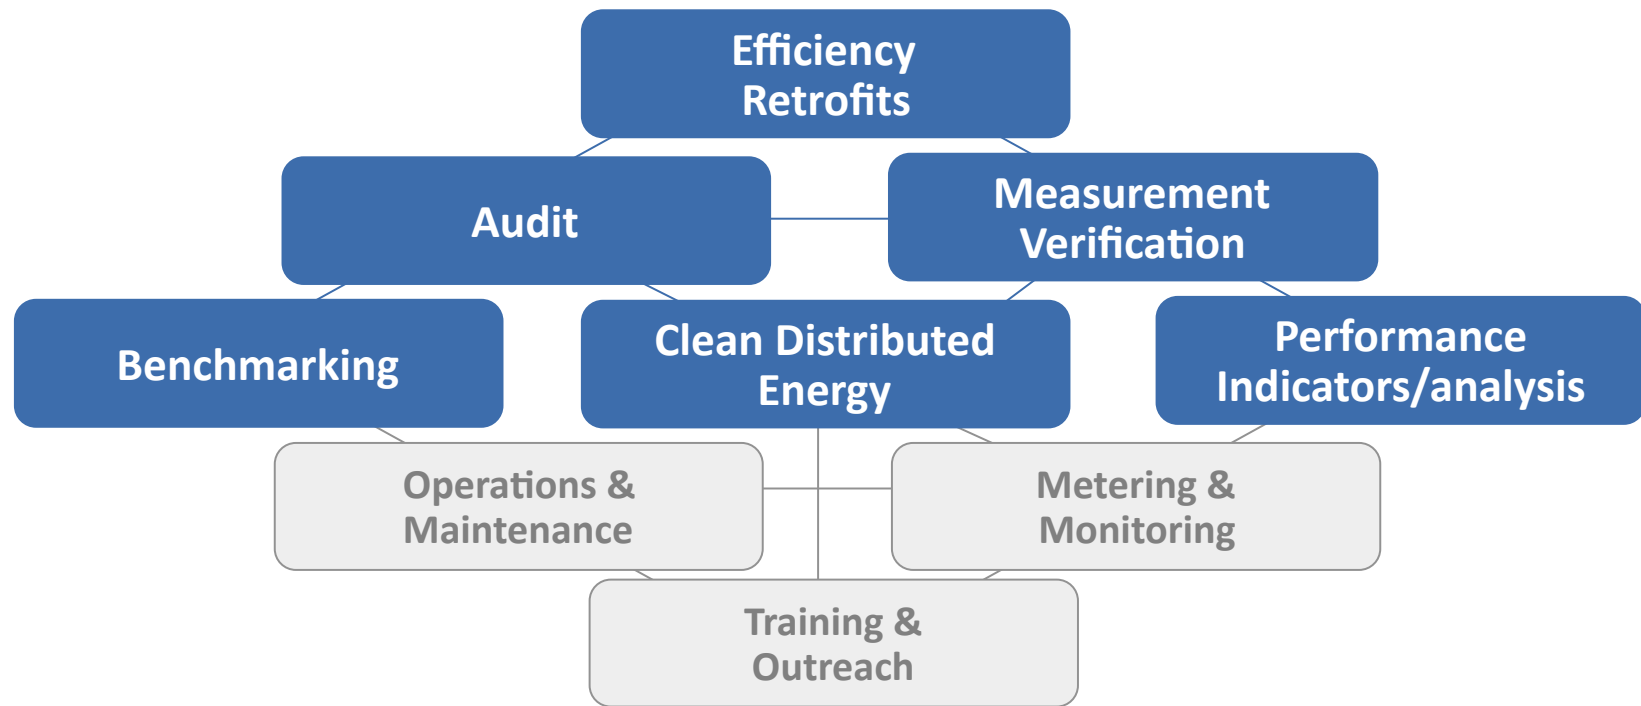 Efficiency
Retrofits
Audit
Measurement
Verification
Benchmarking
Clean Distributed
Energy
Performance
Indicators/analysis
Operations &
Maintenance
Metering &
Monitoring
Training &
Outreach